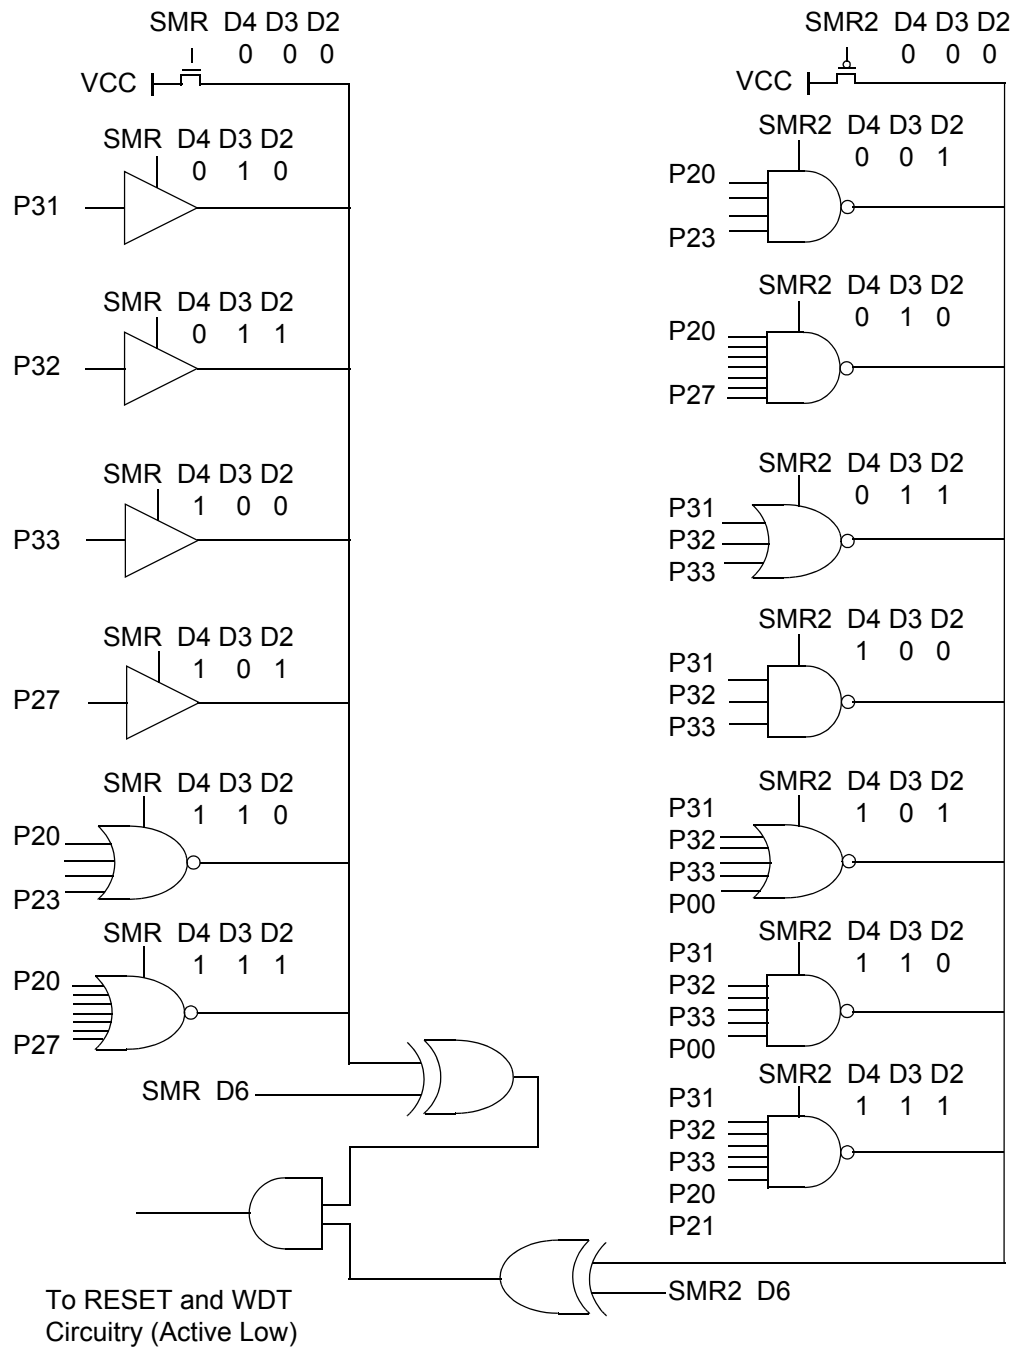 SMR D4 D3 D2
0 0 0
VCC
SMR D4 D3 D2
0 1 0
P31
SMR D4 D3 D2
0 1 1
P32
SMR D4 D3 D2
1 0 0
P33
SMR D4 D3 D2
1 0 1
P27
SMR D4 D3 D2
1 1 0
P20
P23
SMR D4 D3 D2
1 1 1
P20
P27
SMR D6
SMR2 D4 D3 D2
0 0 0
VCC
SMR2 D4 D3 D2
0 0 1
P20
P23
SMR2 D4 D3 D2
0 1 0
P20
P27
SMR2 D4 D3 D2
0 1 1
P31
P32
P33
SMR2 D4 D3 D2
1 0 0
P31
P32
P33
SMR2 D4 D3 D2
1 0 1
P31
P32
P33
P00
SMR2 D4 D3 D2
1 1 0
P31
P32
P33
P00
SMR2 D4 D3 D2
1 1 1
P31
P32
P33
P20
P21
SMR2 D6
To RESET and WDT
Circuitry (Active Low)